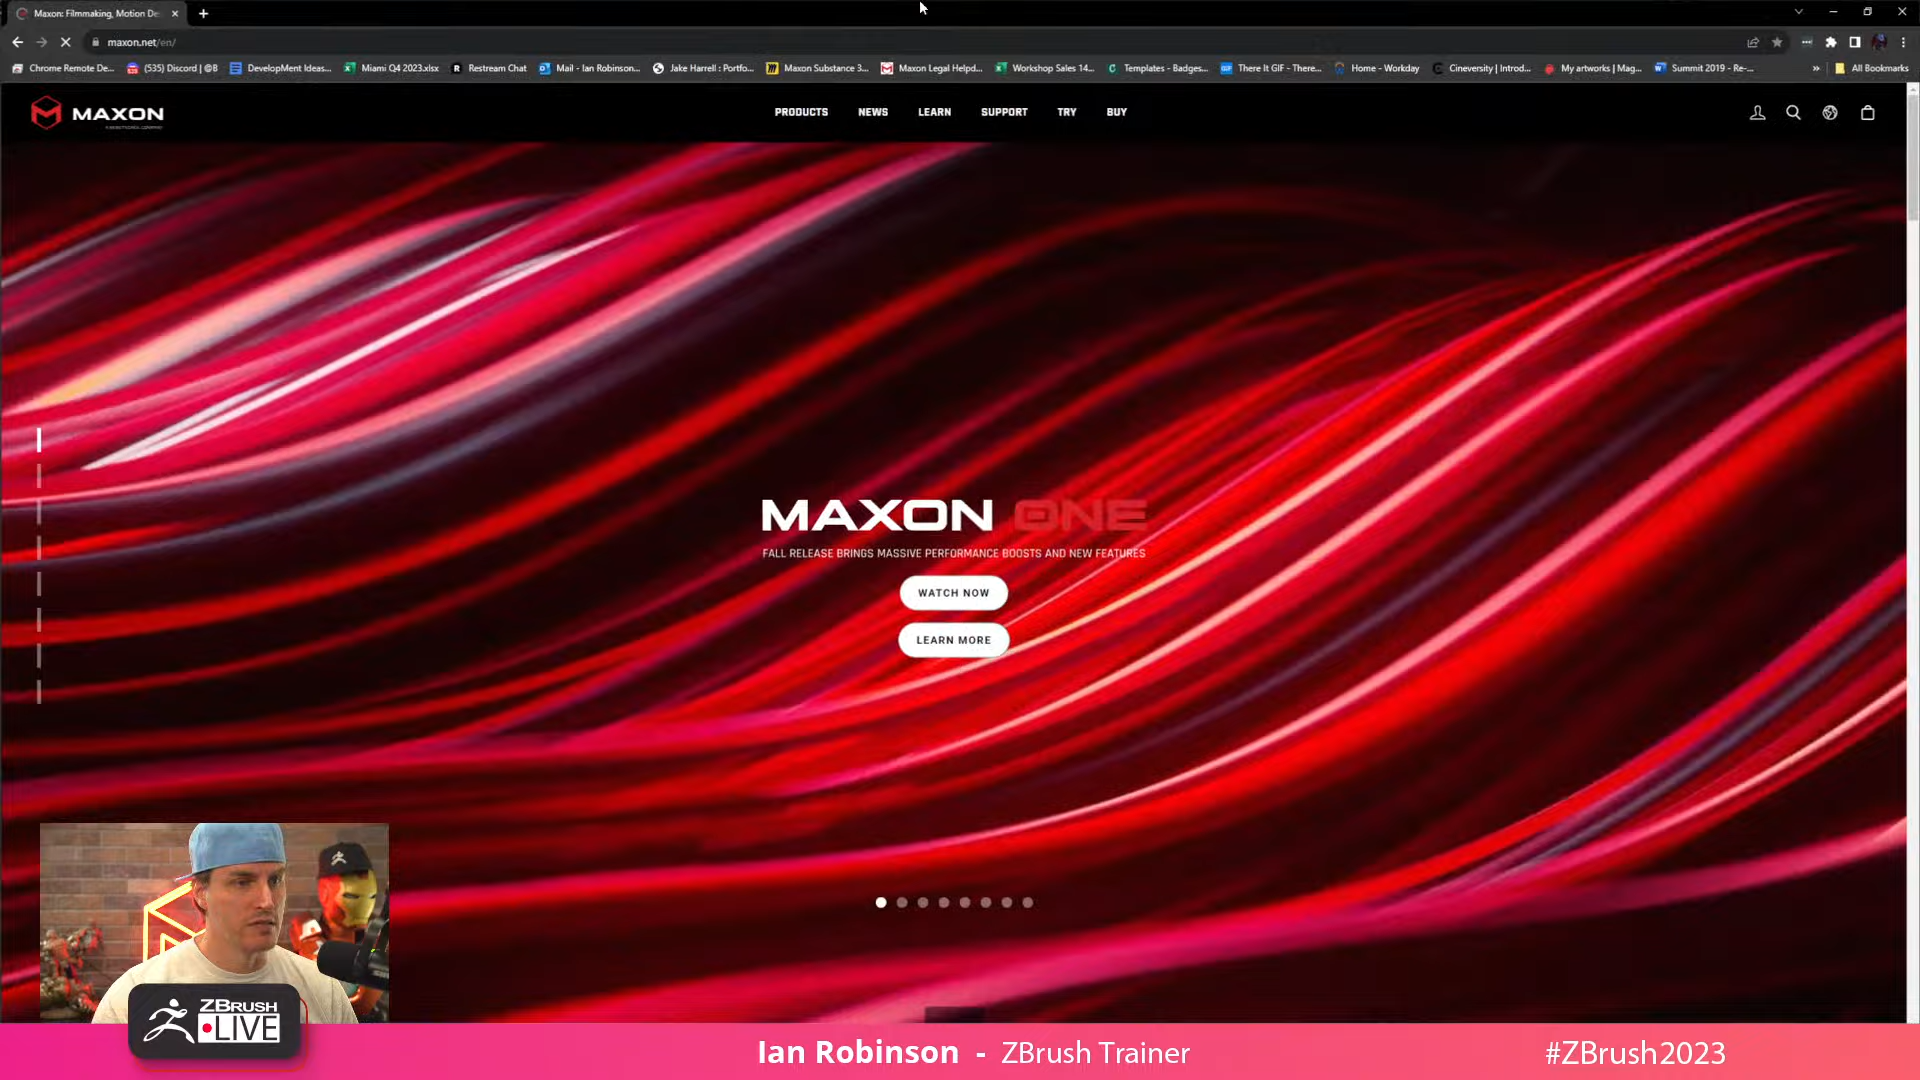 Maxon: Filmmaking, Motion De
maxon.net/en/
Chrome Remote De... (535) Discord | @B DevelopMent Ideas... Miami Q4 2023.xlsx Restream Chat Mail - Ian Robinson... Jake Harrell : Portfo... Maxon Substance 3... Maxon Legal Helpd... Workshop Sales 14... Templates - Badges... There It GIF - There... Home - Workday Cineversity | Introd... My artworks | Mag... Summit 2019 - Re-... » All Bookmarks
MAXON
PRODUCTS NEWS LEARN SUPPORT TRY BUY
MAXON ONE
FALL RELEASE BRINGS MASSIVE PERFORMANCE BOOSTS AND NEW FEATURES
WATCH NOW
LEARN MORE
ZBRUSH
LIVE
Ian Robinson - ZBrush Trainer
#ZBrush2023